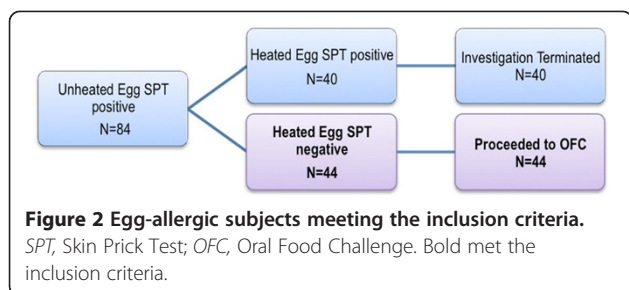 Unheated Egg SPT
positive
N=84
Heated Egg SPT positive
N=40
Investigation Terminated
N=40
Heated Egg SPT
negative
N=44
Proceeded to OFC
N=44
Figure 2 Egg-allergic subjects meeting the inclusion criteria.
SPT, Skin Prick Test; OFC, Oral Food Challenge. Bold met the
inclusion criteria.